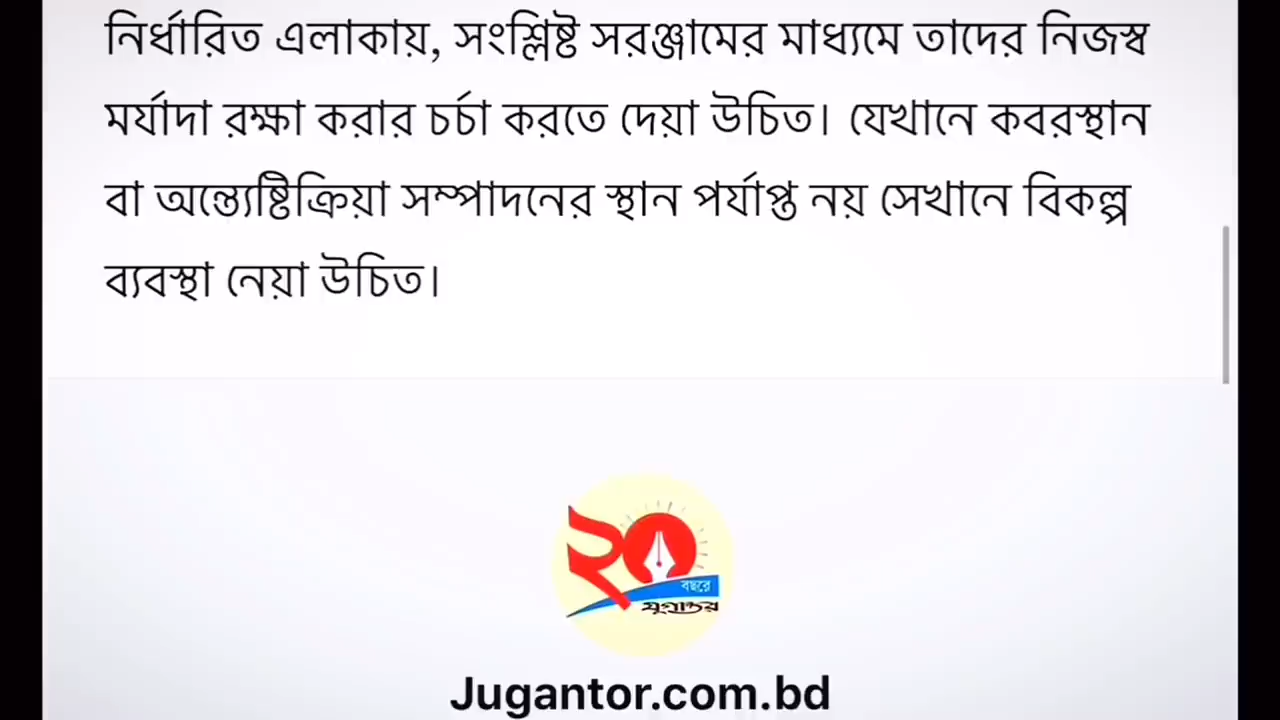 নির্ধারিত এলাকায়, সংশ্লিষ্ট সরঞ্জামের মাধ্যমে তাদের নিজস্ব
মর্যাদা রক্ষা করার চর্চা করতে দেয়া উচিত। যেখানে কবরস্থান
বা অন্ত্যেষ্টিক্রিয়া সম্পাদনের স্থান পর্যাপ্ত নয় সেখানে বিকল্প
ব্যবস্থা নেয়া উচিত।
২০
বছরে
যুগান্তর
Jugantor.com.bd